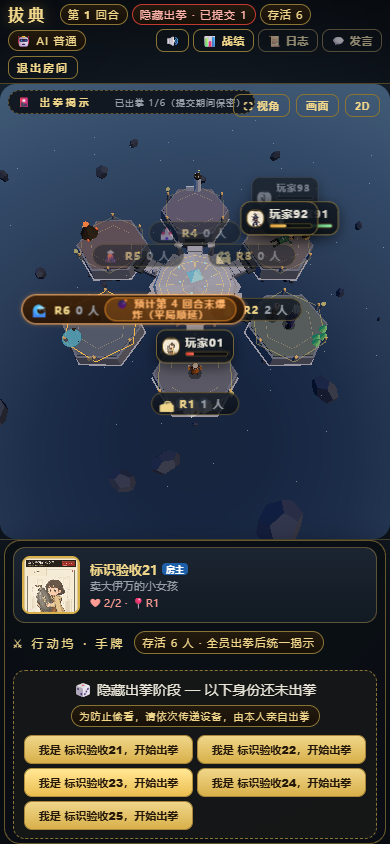 拔典
第 1 回合
隐藏出拳 · 已提交 1
存活 6
AI 普通
战绩
日志
发言
退出房间
出拳揭示
已出拳 1/6（提交期间保密）
视角
画面
2D
玩家93
玩家92
91
R4 0 人
R5 0 人
R3 0 人
R6 0 人
预计第 4 回合末爆炸（平局顺延）
R2 2 人
玩家01
R1 1 人
标识验收21
房主
卖大伊万的小女孩
2/2 · R1
行动坞 · 手牌
存活 6 人 · 全员出拳后统一揭示
隐藏出拳阶段 — 以下身份还未出拳
为防止偷看，请依次传递设备，由本人亲自出拳
我是 标识验收21，开始出拳
我是 标识验收22，开始出拳
我是 标识验收23，开始出拳
我是 标识验收24，开始出拳
我是 标识验收25，开始出拳